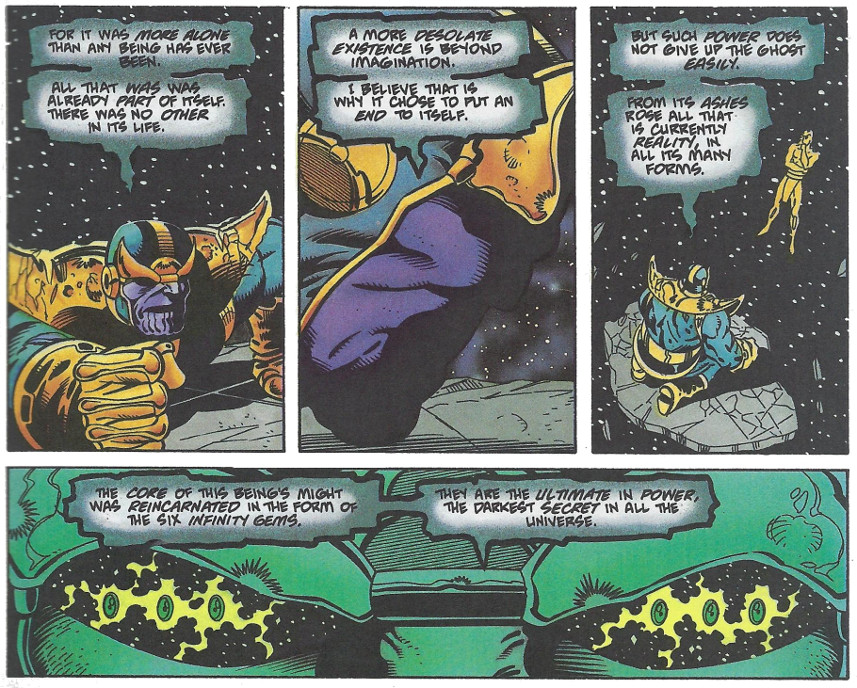 FOR IT WAS MORE ALONE
THAN ANY BEING HAS EVER
BEEN.
ALL THAT WAS WAS
ALREADY PART OF ITSELF.
THERE WAS NO OTHER
IN ITS LIFE.
A MORE DESOLATE
EXISTENCE IS BEYOND
IMAGINATION.
I BELIEVE THAT IS
WHY IT CHOSE TO PUT AN
END TO ITSELF.
BUT SUCH POWER DOES
NOT GIVE UP THE GHOST
EASILY.
FROM ITS ASHES
ROSE ALL THAT
IS CURRENTLY
REALITY, IN
ALL ITS MANY
FORMS.
THE CORE OF THIS BEING'S MIGHT
WAS REINCARNATED IN THE FORM OF
THE SIX INFINITY GEMS.
THEY ARE THE ULTIMATE IN POWER,
THE DARKEST SECRET IN ALL THE
UNIVERSE.